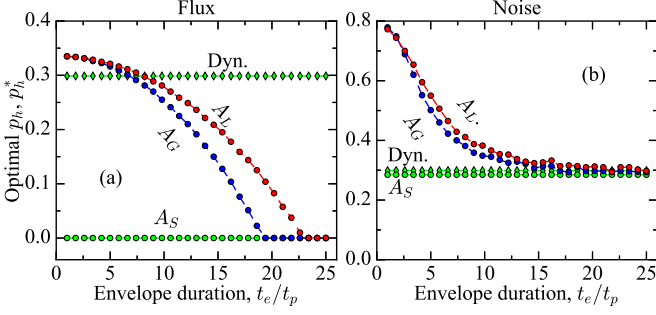 Flux
Noise
Optimal p_h, p_h^*
0.4
0.3
0.2
0.1
0.0
Dyn.
A_L
A_G
(a)
A_S
0 5 10 15 20 25
Envelope duration, t_e/t_p
0.8
0.6
0.4
0.2
(b)
A_L.
A_G
Dyn.
A_S
0 5 10 15 20 25
Envelope duration, t_e/t_p